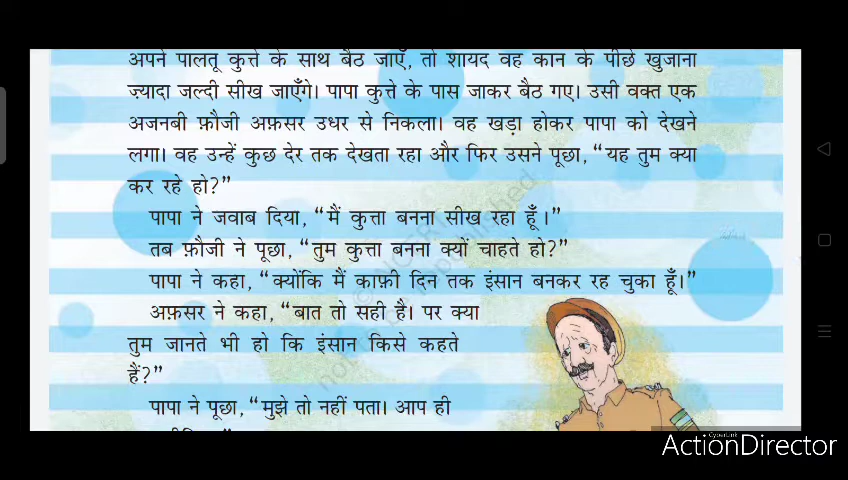 अपने पालतू कुत्ते के साथ बैठ जाएँ, तो शायद वह कान के पीछे खुजाना
ज़्यादा जल्दी सीख जाएँगे। पापा कुत्ते के पास जाकर बैठ गए। उसी वक्त एक
अजनबी फ़ौजी अफ़सर उधर से निकला। वह खड़ा होकर पापा को देखने
लगा। वह उन्हें कुछ देर तक देखता रहा और फिर उसने पूछा, “यह तुम क्या
कर रहे हो?”
पापा ने जवाब दिया, “मैं कुत्ता बनना सीख रहा हूँ।”
तब फ़ौजी ने पूछा, “तुम कुत्ता बनना क्यों चाहते हो?”
पापा ने कहा, “क्योंकि मैं काफ़ी दिन तक इंसान बनकर रह चुका हूँ।”
अफ़सर ने कहा, “बात तो सही है। पर क्या
तुम जानते भी हो कि इंसान किसे कहते
हैं?”
पापा ने पूछा, “मुझे तो नहीं पता। आप ही
CyberLink
ActionDirector